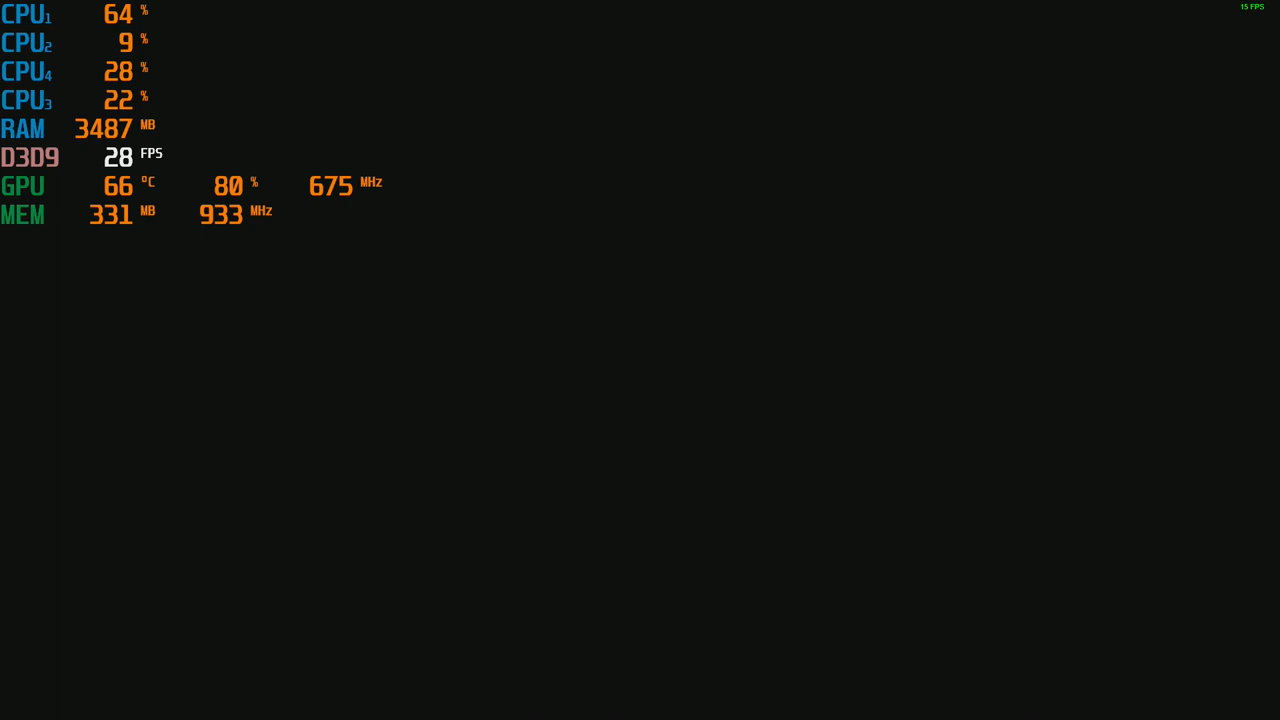 CPU1 64 % 15 FPS
CPU2 9 %
CPU4 28 %
CPU3 22 %
RAM 3487 MB
D3D9 28 FPS
GPU 66 °C 80 % 675 MHz
MEM 331 MB 933 MHz